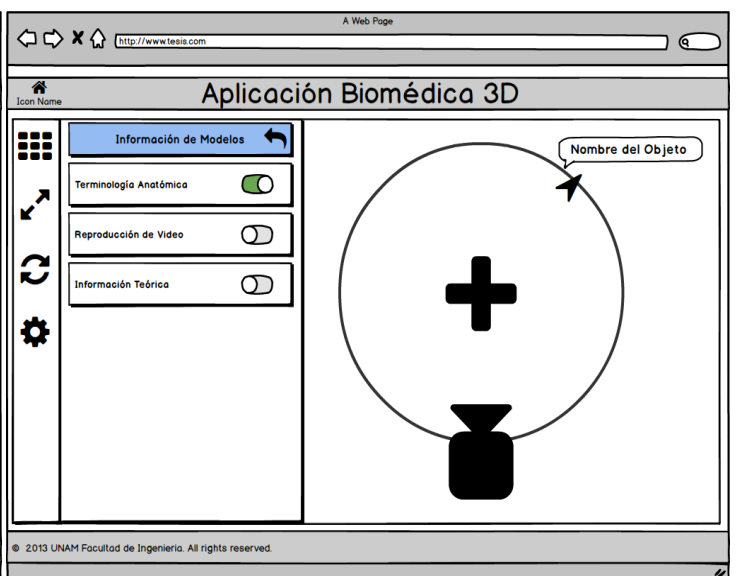 A Web Page
http://www.tesis.com
Icon Name
Aplicación Biomédica 3D
Información de Modelos
Terminología Anatómica
Reproducción de Video
Información Teórica
Nombre del Objeto
© 2013 UNAM Facultad de Ingenieria. All rights reserved.